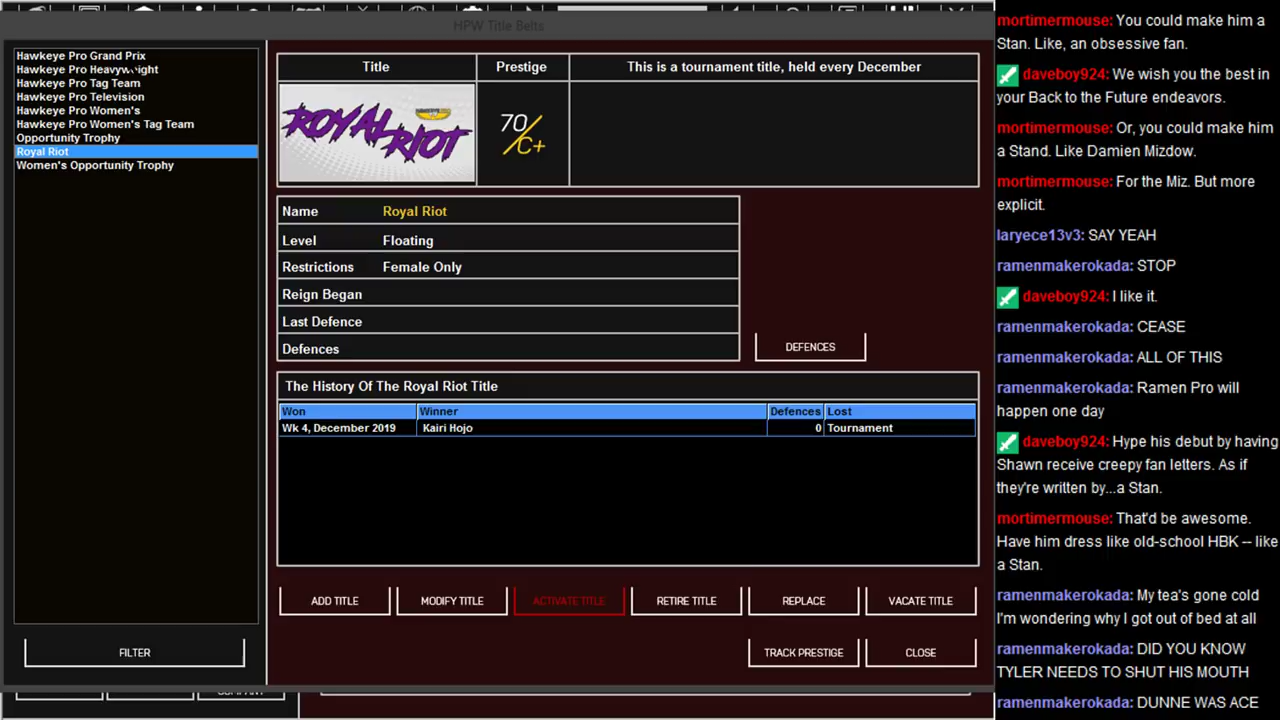 HPW Title Belts
Hawkeye Pro Grand Prix
Hawkeye Pro Heavyweight
Hawkeye Pro Tag Team
Hawkeye Pro Television
Hawkeye Pro Women's
Hawkeye Pro Women's Tag Team
Opportunity Trophy
Royal Riot
Women's Opportunity Trophy
FILTER
Title
Prestige
This is a tournament title, held every December
ROYAL RIOT
70/C+
Name Royal Riot
Level Floating
Restrictions Female Only
Reign Began
Last Defence
Defences
DEFENCES
The History Of The Royal Riot Title
Won Winner Defences Lost
Wk 4, December 2019 Kairi Hojo 0 Tournament
ADD TITLE
MODIFY TITLE
ACTIVATE TITLE
RETIRE TITLE
REPLACE
VACATE TITLE
TRACK PRESTIGE
CLOSE
mortimermouse: You could make him a
Stan. Like, an obsessive fan.
daveboy924: We wish you the best in
your Back to the Future endeavors.
mortimermouse: Or, you could make him
a Stand. Like Damien Mizdow.
mortimermouse: For the Miz. But more
explicit.
laryece13v3: SAY YEAH
ramenmakerokada: STOP
daveboy924: I like it.
ramenmakerokada: CEASE
ramenmakerokada: ALL OF THIS
ramenmakerokada: Ramen Pro will
happen one day
daveboy924: Hype his debut by having
Shawn receive creepy fan letters. As if
they're written by...a Stan.
mortimermouse: That'd be awesome.
Have him dress like old-school HBK -- like
a Stan.
ramenmakerokada: My tea's gone cold
I'm wondering why I got out of bed at all
ramenmakerokada: DID YOU KNOW
TYLER NEEDS TO SHUT HIS MOUTH
ramenmakerokada: DUNNE WAS ACE